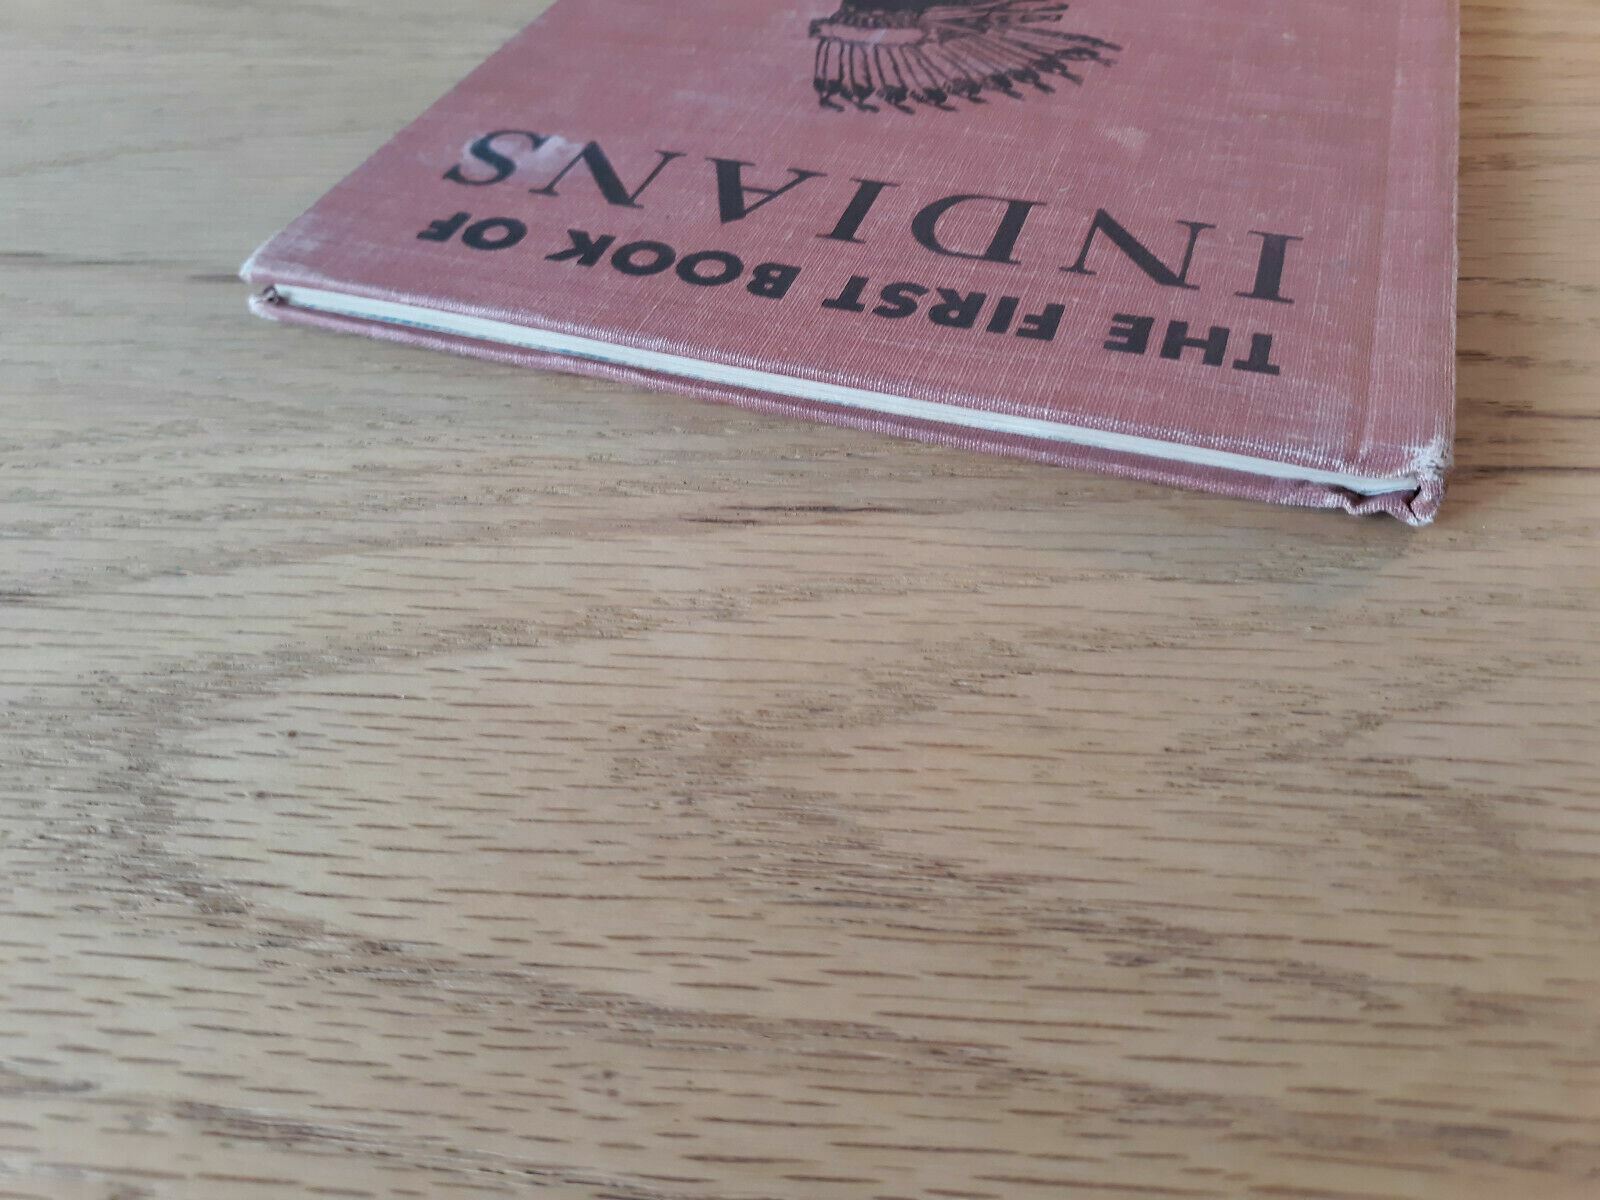 THE FIRST BOOK OF
INDIANS